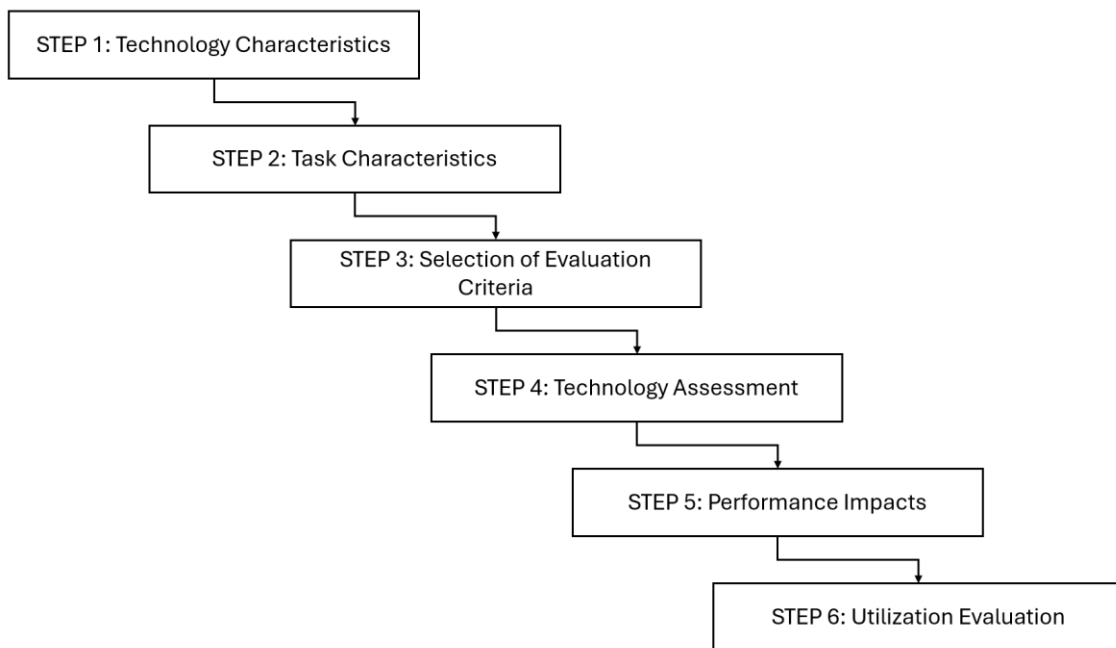 STEP 1: Technology Characteristics
STEP 2: Task Characteristics
STEP 3: Selection of Evaluation
Criteria
STEP 4: Technology Assessment
STEP 5: Performance Impacts
STEP 6: Utilization Evaluation